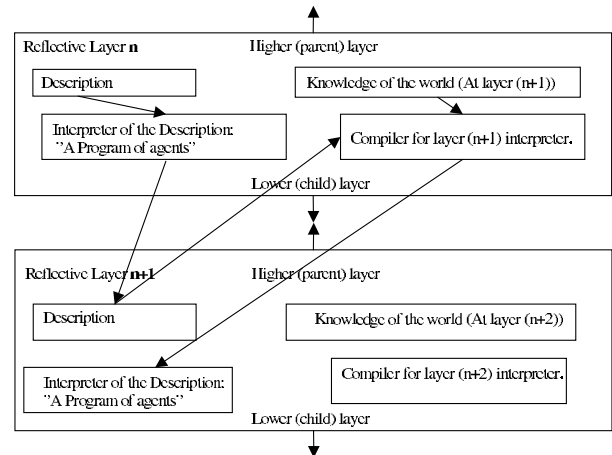 Reflective Layer n
Higher (parent) layer
Description
Knowledge of the world (At layer (n+1))
Interpreter of the Description:
"A Program of agents"
Compiler for layer (n+1) interpreter.
Lower (child) layer
Reflective Layer n+1
Higher (parent) layer
Description
Knowledge of the world (At layer (n+2))
Interpreter of the Description:
"A Program of agents"
Compiler for layer (n+2) interpreter.
Lower (child) layer